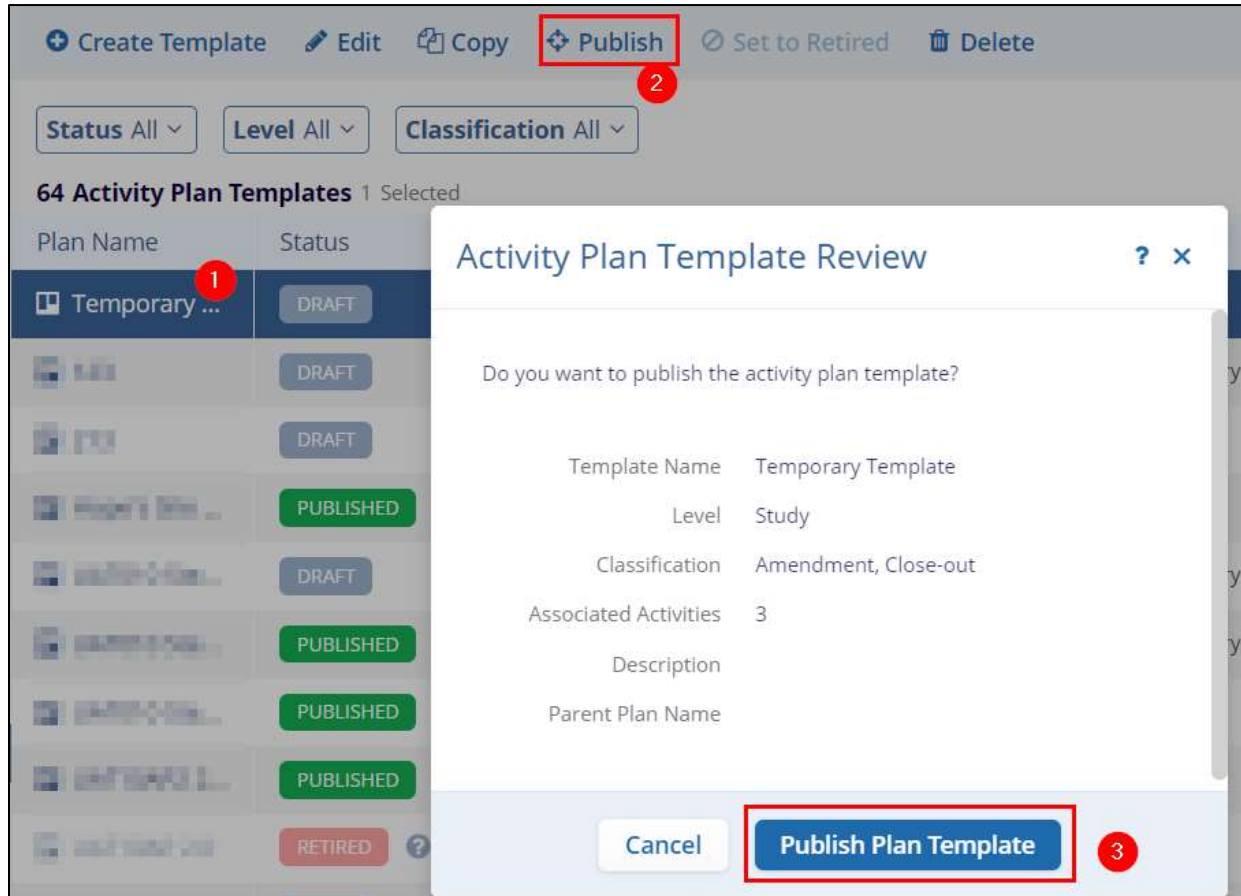 Create Template Edit Copy Publish Set to Retired Delete
2
Status All Level All Classification All
64 Activity Plan Templates 1 Selected
Plan Name Status
1
Temporary ... DRAFT
DRAFT
DRAFT
PUBLISHED
DRAFT
PUBLISHED
PUBLISHED
PUBLISHED
RETIRED ?
Activity Plan Template Review ? ×
Do you want to publish the activity plan template?
Template Name Temporary Template
Level Study
Classification Amendment, Close-out
Associated Activities 3
Description
Parent Plan Name
Cancel Publish Plan Template 3